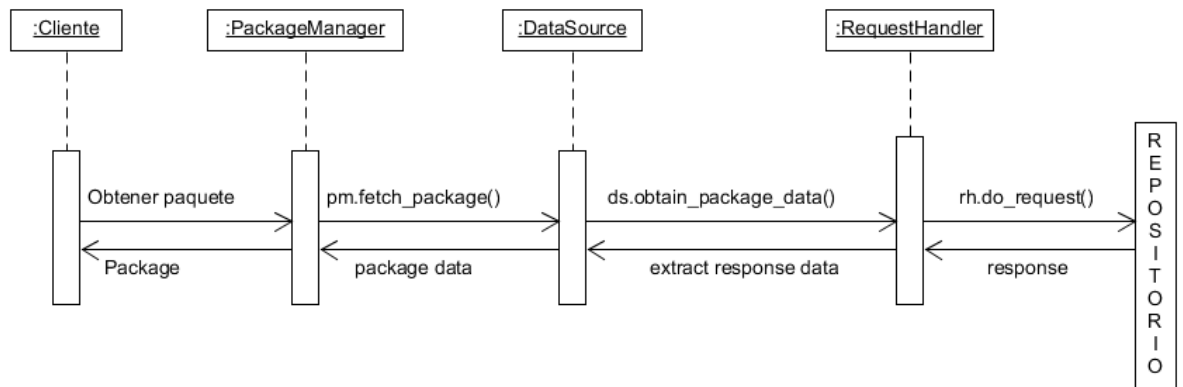 :Cliente
:PackageManager
:DataSource
:RequestHandler
REPOSITORIO
Obtener paquete
pm.fetch_package()
ds.obtain_package_data()
rh.do_request()
Package
package data
extract response data
response